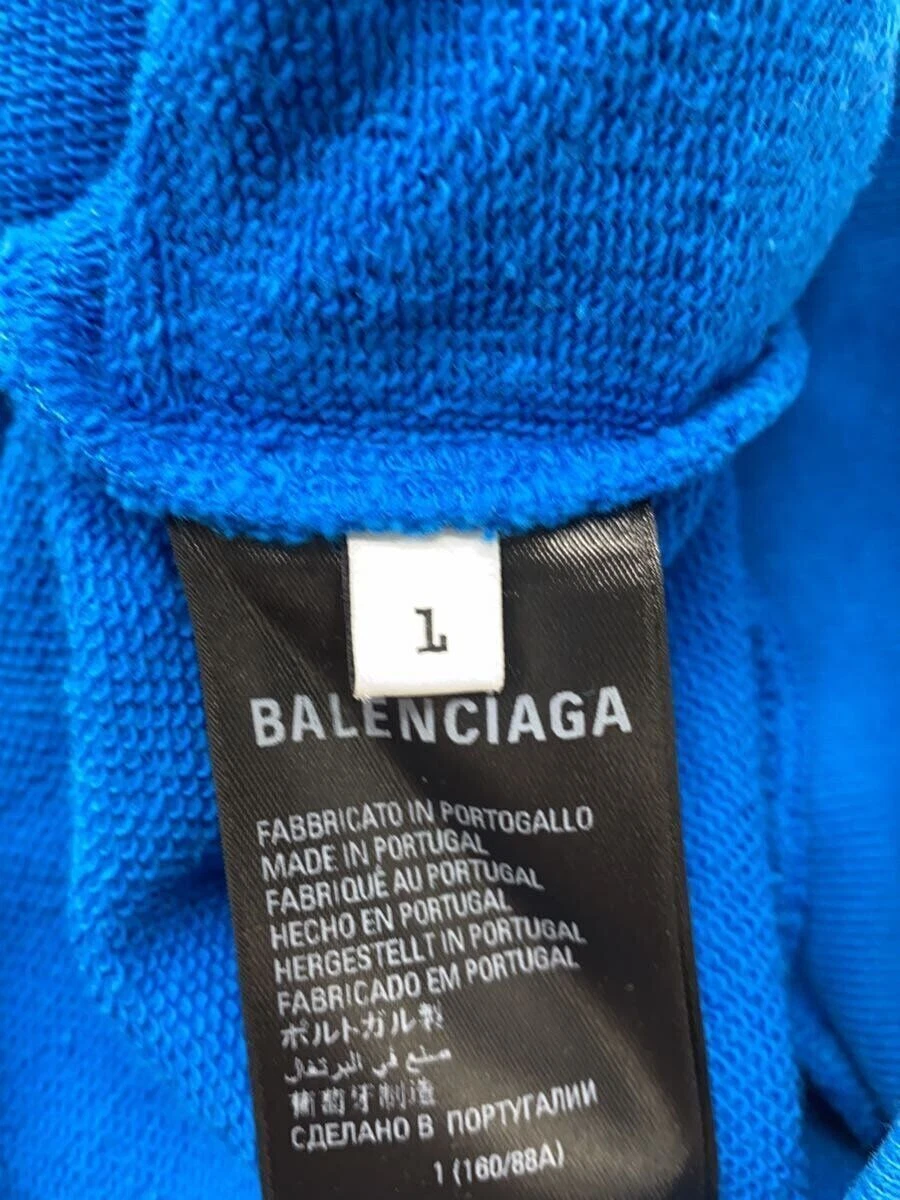 1
BALENCIAGA
FABBRICATO IN PORTOGALLO
MADE IN PORTUGAL
FABRIQUÉ AU PORTUGAL
HECHO EN PORTUGAL
HERGESTELLT IN PORTUGAL
FABRICADO EM PORTUGAL
ポルトガル製
صنع في البرتغال
葡萄牙制造
СДЕЛАНО В ПОРТУГАЛИИ
1 (160/88A)